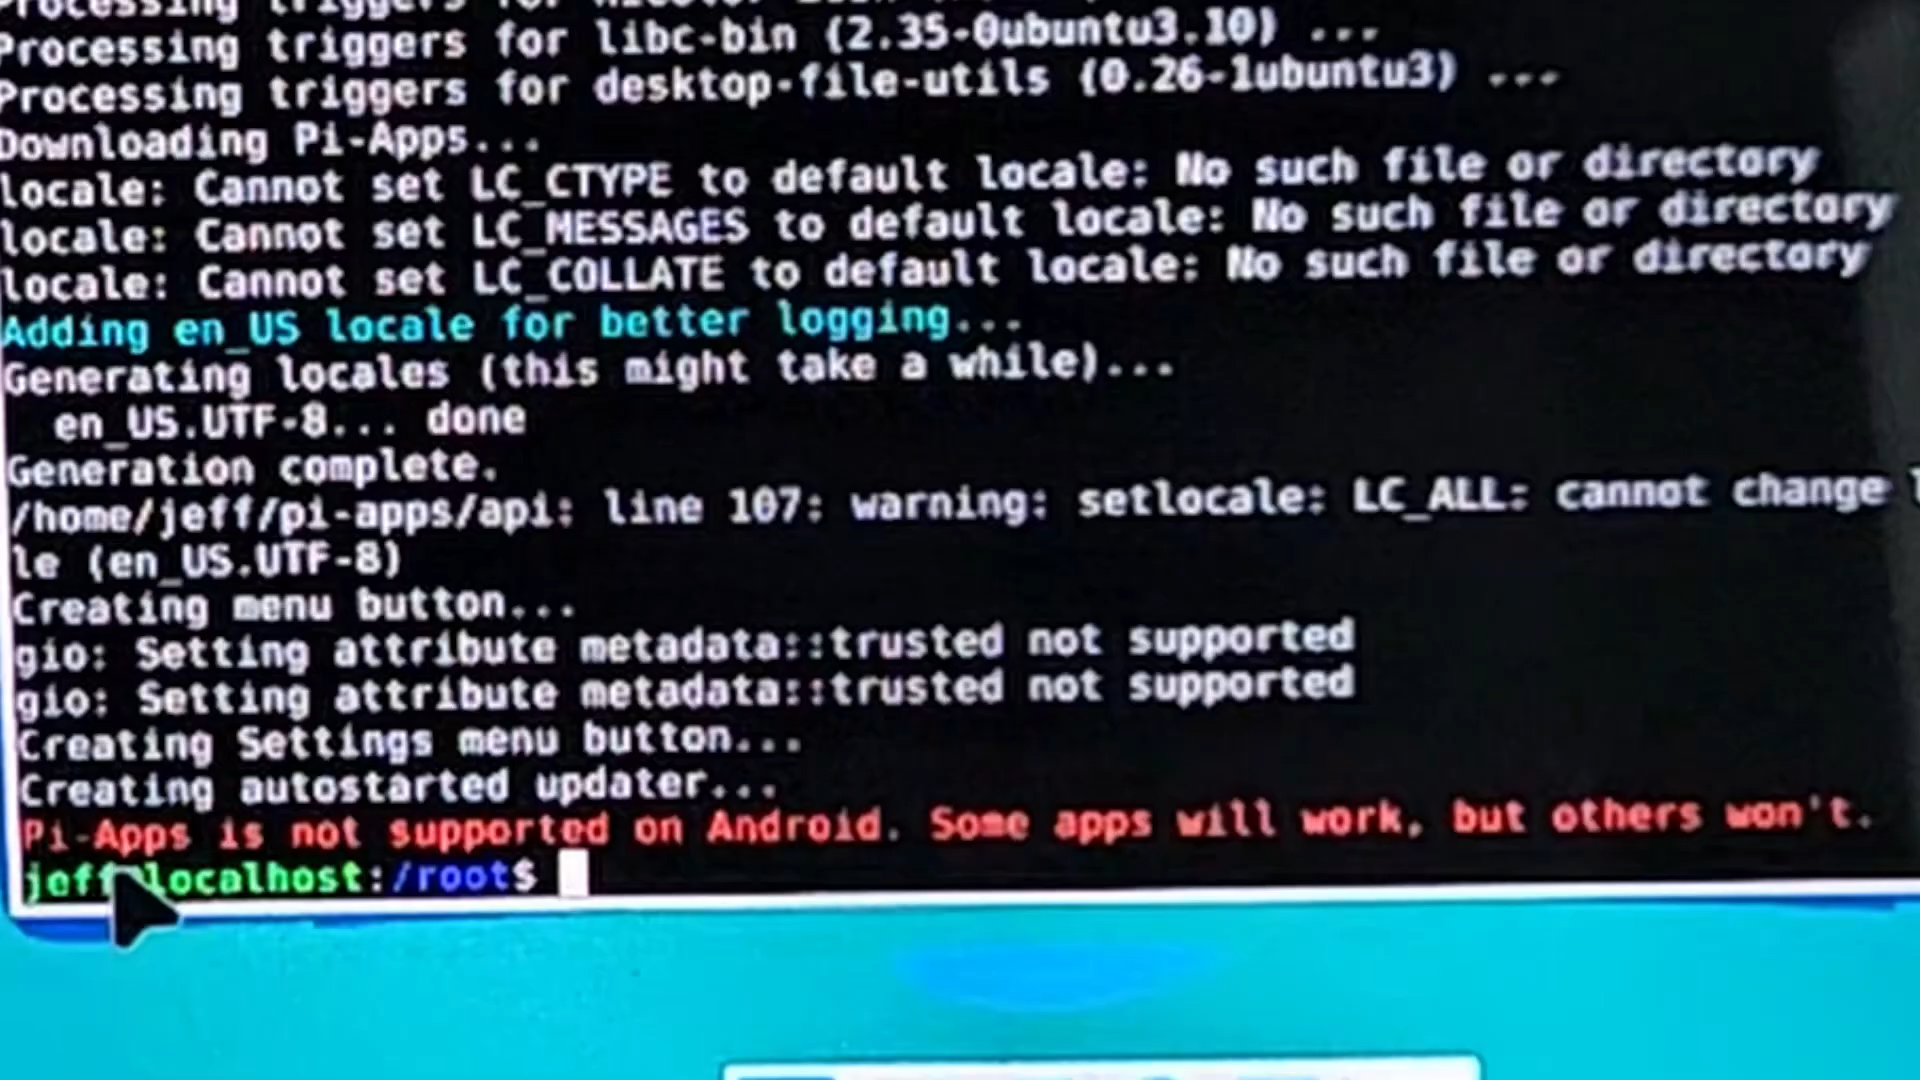 Processing triggers for
Processing triggers for libc-bin (2.35-0ubuntu3.10) ...
Processing triggers for desktop-file-utils (0.26-1ubuntu3) ...
Downloading Pi-Apps...
locale: Cannot set LC_CTYPE to default locale: No such file or directory
locale: Cannot set LC_MESSAGES to default locale: No such file or directory
locale: Cannot set LC_COLLATE to default locale: No such file or directory
Adding en_US locale for better logging...
Generating locales (this might take a while)...
en_US.UTF-8... done
Generation complete.
/home/jeff/pi-apps/api: line 107: warning: setlocale: LC_ALL: cannot change
le (en_US.UTF-8)
Creating menu button...
gio: Setting attribute metadata::trusted not supported
gio: Setting attribute metadata::trusted not supported
Creating Settings menu button...
Creating autostarted updater...
Pi-Apps is not supported on Android. Some apps will work, but others won't.
jeff localhost:/root$